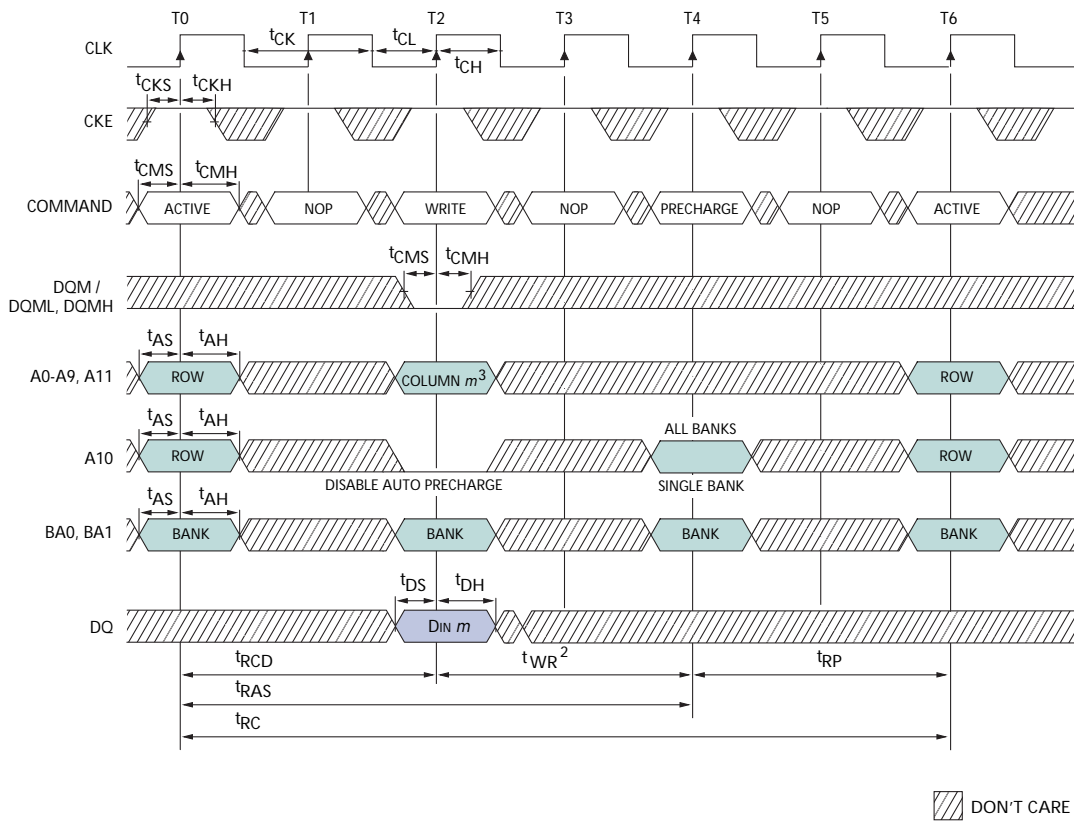 T0 T1 T2 T3 T4 T5 T6
CLK
tCK tCL
tCH
tCKS tCKH
CKE
tCMS tCMH
COMMAND
ACTIVE NOP WRITE NOP PRECHARGE NOP ACTIVE
tCMS tCMH
DQM /
DQML, DQMH
tAS tAH
A0-A9, A11
ROW COLUMN m3 ROW
tAS tAH
ALL BANKS
A10
ROW ROW
DISABLE AUTO PRECHARGE SINGLE BANK
tAS tAH
BA0, BA1
BANK BANK BANK BANK
tDS tDH
DQ
DIN m
tRCD tWR2 tRP
tRAS
tRC
DON'T CARE